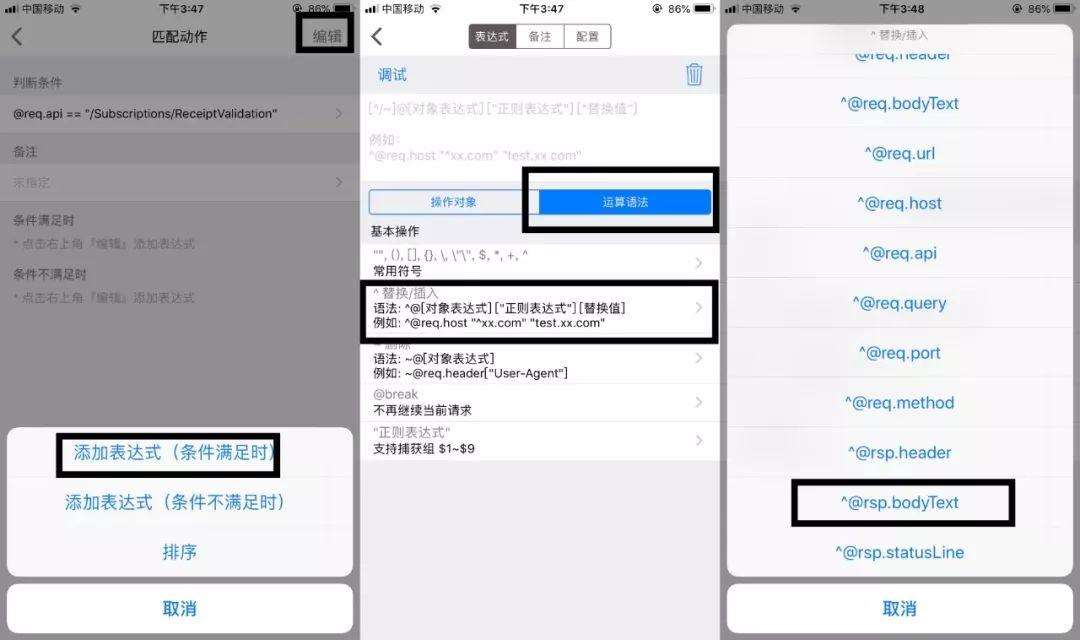 中国移动
下午3:47
86%
匹配动作
编辑
判断条件
@req.api == "/Subscriptions/ReceiptValidation"
备注
未指定
条件满足时
* 点击右上角『编辑』添加表达式
条件不满足时
* 点击右上角『编辑』添加表达式
添加表达式（条件满足时）
添加表达式（条件不满足时）
排序
取消
中国移动
下午3:47
86%
表达式
备注
配置
调试
[^/~]@[对象表达式]["正则表达式"]["替换值"]
例如：
^@req.host "^xx.com" "test.xx.com"
操作对象
运算语法
基本操作
"", (), [], {}, \, \"\", $, *, +, ^
常用符号
^ 替换/插入
语法: ^@[对象表达式]["正则表达式"][替换值]
例如: ^@req.host "^xx.com" "test.xx.com"
~ 删除
语法: ~@[对象表达式]
例如: ~@req.header["User-Agent"]
@break
不再继续当前请求
"正则表达式"
支持捕获组 $1~$9
中国移动
下午3:48
86%
^ 替换/插入
^@req.header
^@req.bodyText
^@req.url
^@req.host
^@req.api
^@req.query
^@req.port
^@req.method
^@rsp.header
^@rsp.bodyText
^@rsp.statusLine
取消